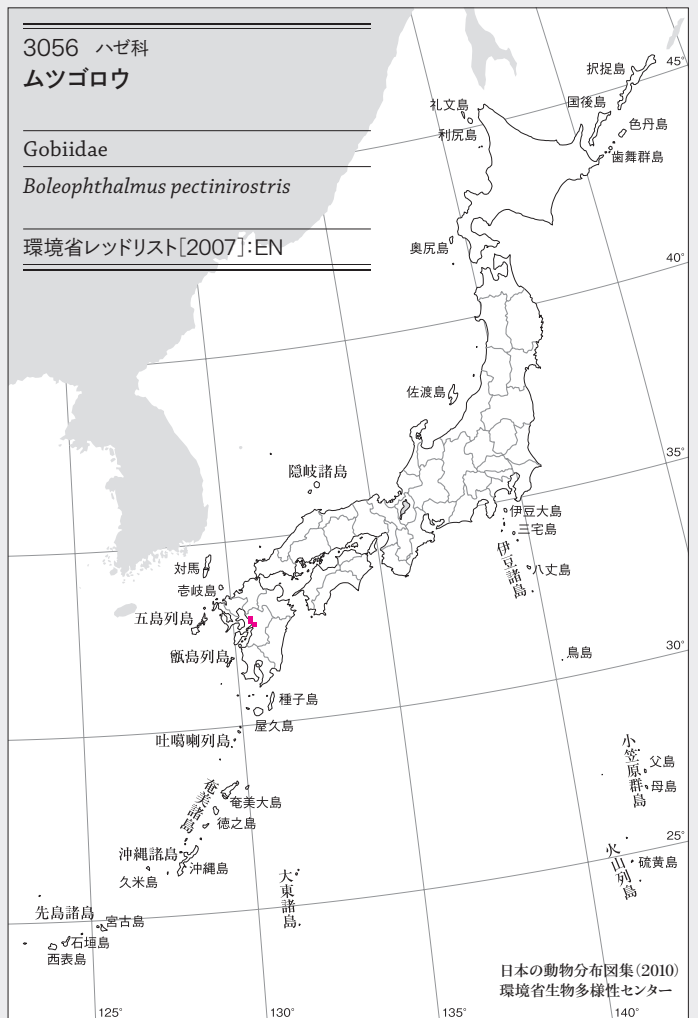 3056 ハゼ科
ムツゴロウ
Gobiidae
Boleophthalmus pectinirostris
環境省レッドリスト[2007]:EN
45°
択捉島
礼文島
国後島
利尻島
色丹島
歯舞群島
奥尻島
40°
佐渡島
35°
隠岐諸島
伊豆大島
三宅島
伊豆諸島
八丈島
対馬
壱岐島
五島列島
甑島列島
鳥島
30°
種子島
屋久島
吐噶喇列島
小笠原群島
父島
母島
奄美諸島
奄美大島
徳之島
25°
沖縄諸島
沖縄島
久米島
火山列島
硫黄島
大東諸島
先島諸島
宮古島
石垣島
西表島
日本の動物分布図集(2010)
環境省生物多様性センター
125°
130°
135°
140°